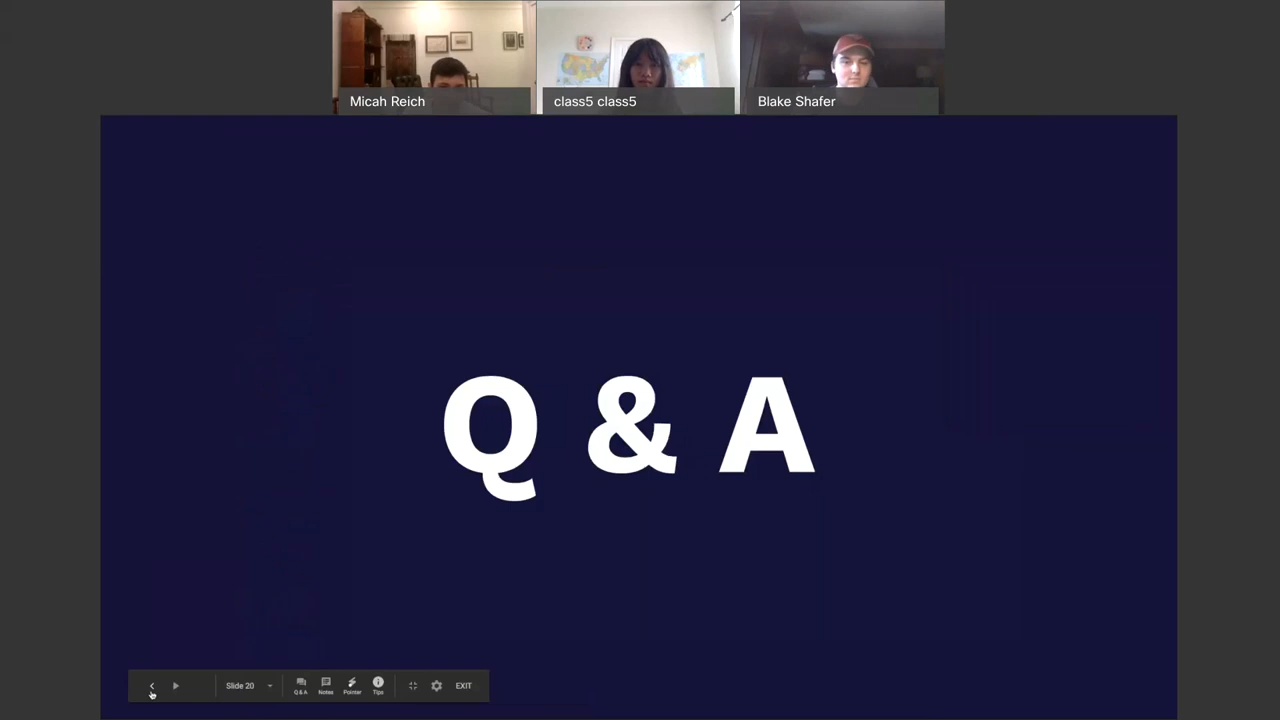 Micah Reich
class5 class5
Blake Shafer
Q & A
Slide 20
Q & A
Notes
Pointer
Tips
EXIT